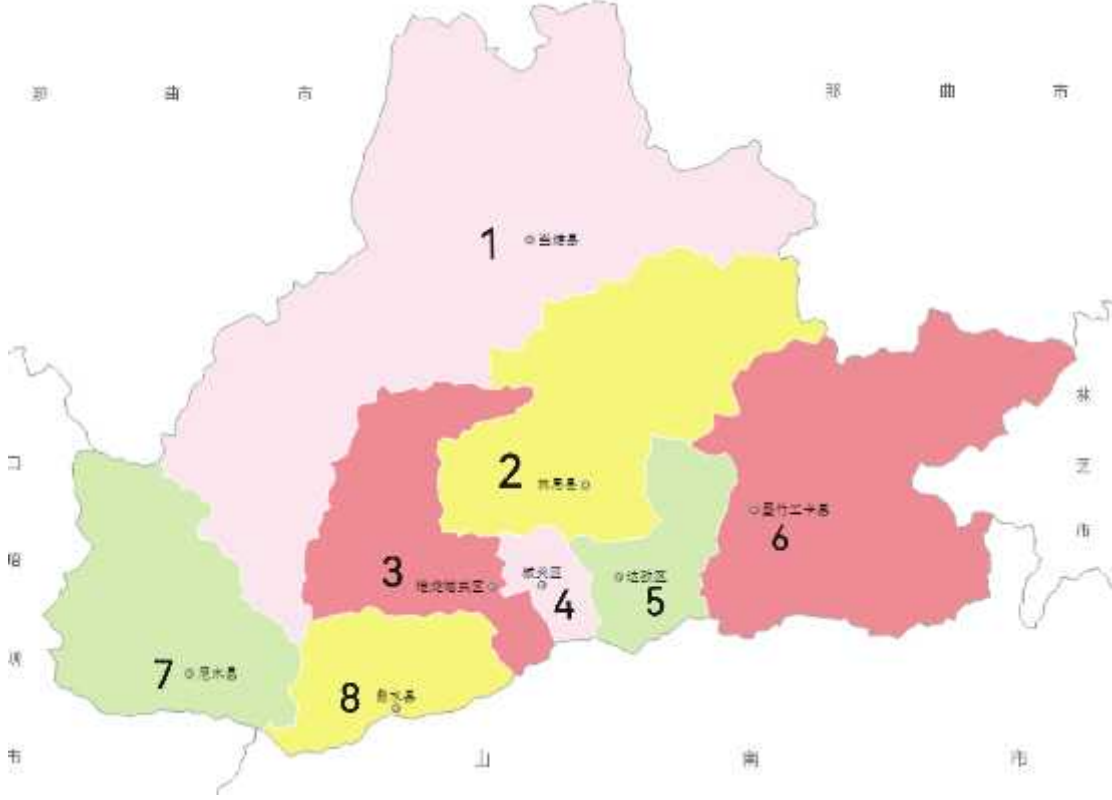 那 曲 市
那 曲 市
1
当雄县
林 芝 市
2
林周县
墨竹工卡县
6
日 喀 则 市
3
堆龙德庆区
城关区
4
达孜区
5
7
尼木县
8
曲水县
山 南 市